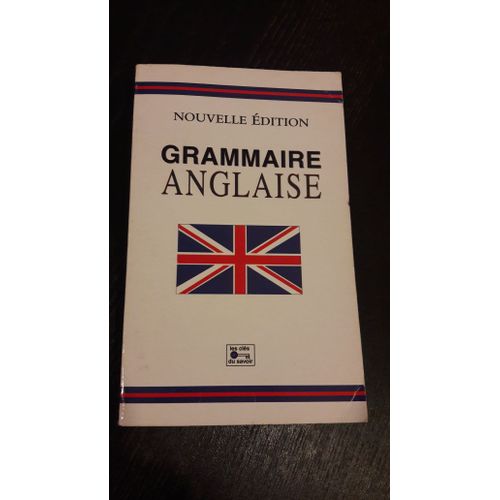 NOUVELLE ÉDITION
GRAMMAIRE
ANGLAISE
les clés
du savoir